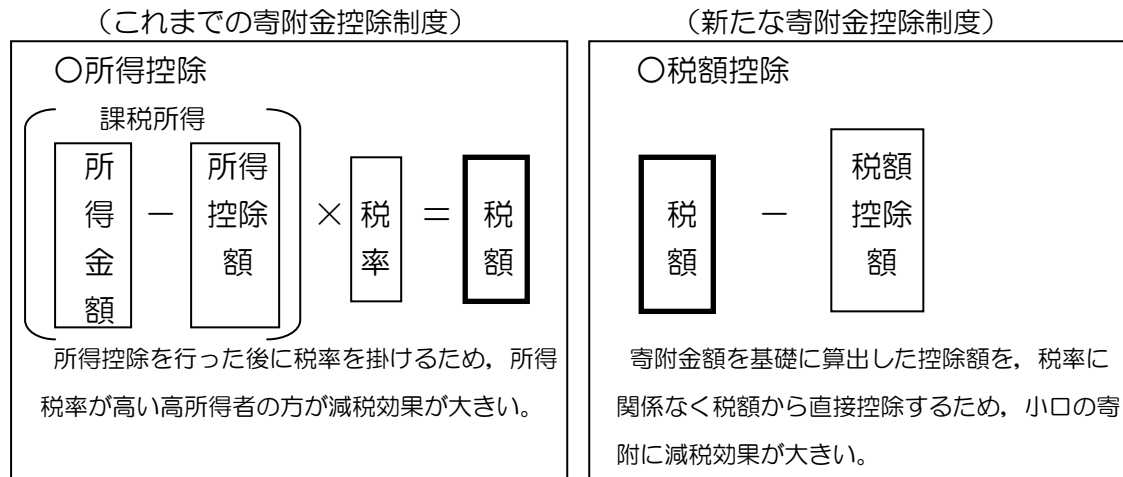 (これまでの寄附金控除制度)
○所得控除
課税所得
所得金額 − 所得控除額 × 税率 = 税額
所得控除を行った後に税率を掛けるため，所得
税率が高い高所得者の方が減税効果が大きい。
(新たな寄附金控除制度)
○税額控除
税額 − 税額控除額
寄附金額を基礎に算出した控除額を，税率に
関係なく税額から直接控除するため，小口の寄
附に減税効果が大きい。